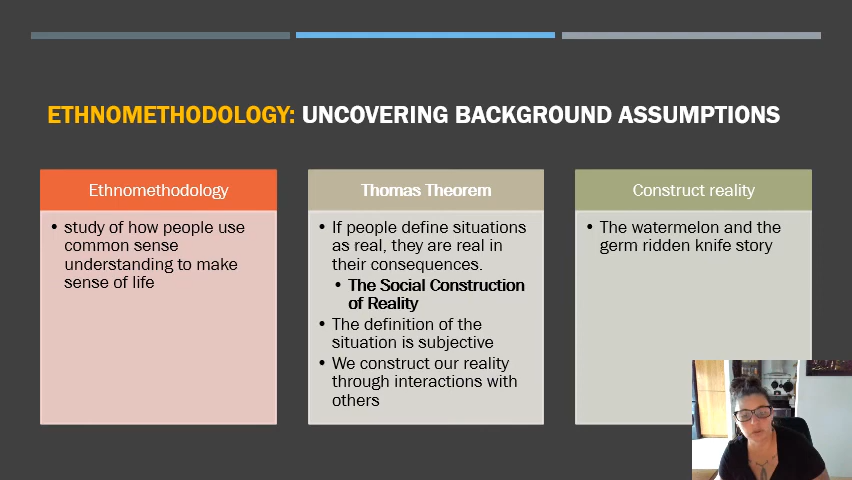 ETHNOMETHODOLOGY: UNCOVERING BACKGROUND ASSUMPTIONS
Ethnomethodology
• study of how people use
common sense
understanding to make
sense of life
Thomas Theorem
• If people define situations
as real, they are real in
their consequences.
• The Social Construction
of Reality
• The definition of the
situation is subjective
• We construct our reality
through interactions with
others
Construct reality
• The watermelon and the
germ ridden knife story